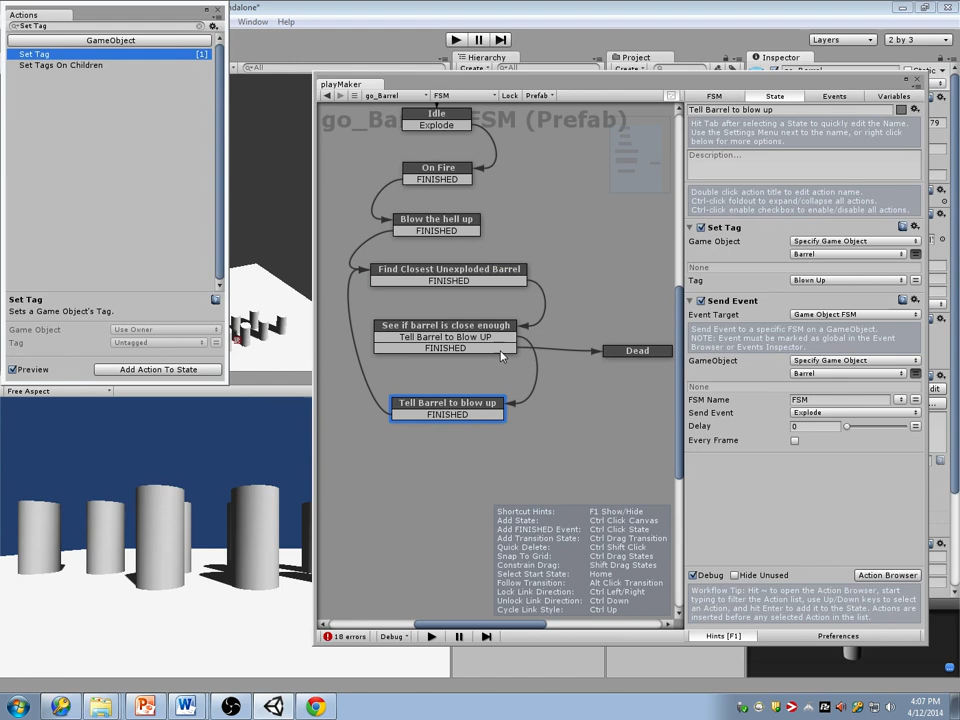 Actions
Set Tag
GameObject
Set Tag [1]
Set Tags On Children
Set Tag
Sets a Game Object's Tag.
Game Object Use Owner
Tag Untagged
Preview Add Action To State
Free Aspect
Window Help
Layers 2 by 3
Hierarchy Project Inspector
Create All Create
Static
playMaker
go_Barrel FSM Lock Prefab
FSM State Events Variables
Idle
Explode
On Fire
FINISHED
Blow the hell up
FINISHED
Find Closest Unexploded Barrel
FINISHED
See if barrel is close enough
Tell Barrel to Blow UP
FINISHED
Dead
Tell Barrel to blow up
FINISHED
Shortcut Hints: F1 Show/Hide
Add State: Ctrl Click Canvas
Add FINISHED Event: Ctrl Click State
Add Transition State: Ctrl Drag Transition
Quick Delete: Ctrl Shift Click
Snap To Grid: Ctrl Drag States
Constrain Drag: Shift Drag States
Select Start State: Home
Follow Transition: Alt Click Transition
Lock Link Direction: Ctrl Left/Right
Unlock Link Direction: Ctrl Down
Cycle Link Style: Ctrl Up
18 errors Debug
Tell Barrel to blow up
Hit Tab after selecting a State to quickly edit the Name.
Use the Settings Menu next to the name, or right click
below for more options.
Description...
Double click action title to edit action name.
Ctrl-click foldout to expand/collapse all actions.
Ctrl-click enable checkbox to enable/disable all actions.
Set Tag
Game Object Specify Game Object
Barrel
None
Tag Blown Up
Send Event
Event Target Game Object FSM
Send Event to a specific FSM on a GameObject.
NOTE: Event must be marked as global in the Event
Browser or Events Inspector.
GameObject Specify Game Object
Barrel
None
FSM Name FSM
Send Event Explode
Delay 0
Every Frame
Debug Hide Unused Action Browser
Workflow Tip: Hit ~ to open the Action Browser, start
typing to filter the Action list, use Up/Down keys to select
an Action, and hit Enter to add it to the State. Actions are
inserted before any selected Action in the List.
Hints [F1] Preferences
79
4:07 PM
4/12/2014